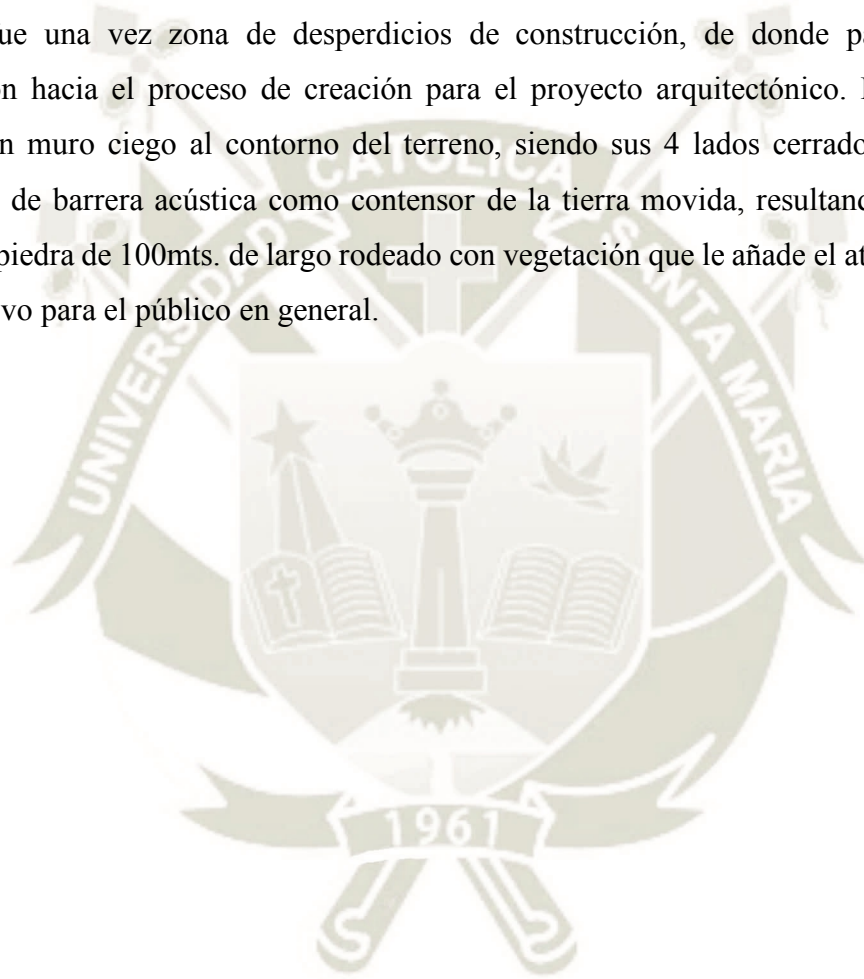 ue una vez zona de desperdicios de construcción, de donde pa
n hacia el proceso de creación para el proyecto arquitectónico.
n muro ciego al contorno del terreno, siendo sus 4 lados cerrado
de barrera acústica como contensor de la tierra movida, resultand
piedra de 100mts. de largo rodeado con vegetación que le añade el at
vo para el público en general.
UNIVERSIDAD CATOLICA SANTA MARIA
1961